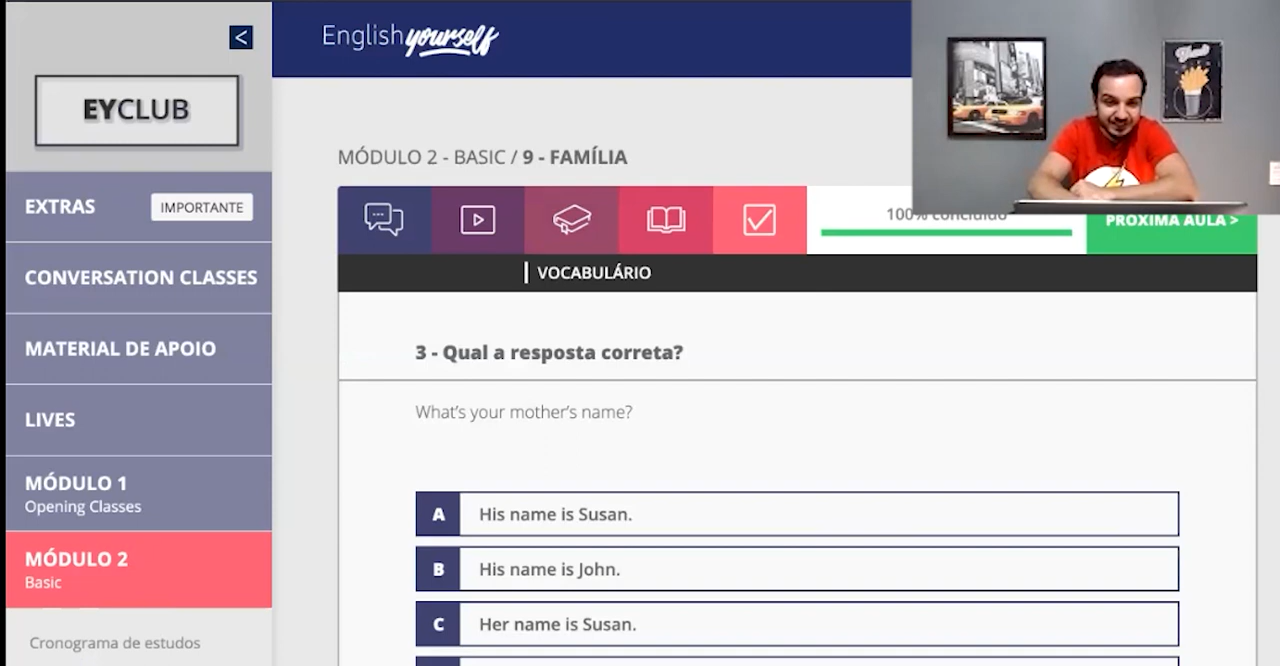 <
English yourself
EYCLUB
MÓDULO 2 - BASIC / 9 - FAMÍLIA
EXTRAS
IMPORTANTE
100% concluído
PRÓXIMA AULA >
CONVERSATION CLASSES
VOCABULÁRIO
MATERIAL DE APOIO
3 - Qual a resposta correta?
LIVES
What's your mother's name?
MÓDULO 1
Opening Classes
A His name is Susan.
MÓDULO 2
Basic
B His name is John.
C Her name is Susan.
Cronograma de estudos